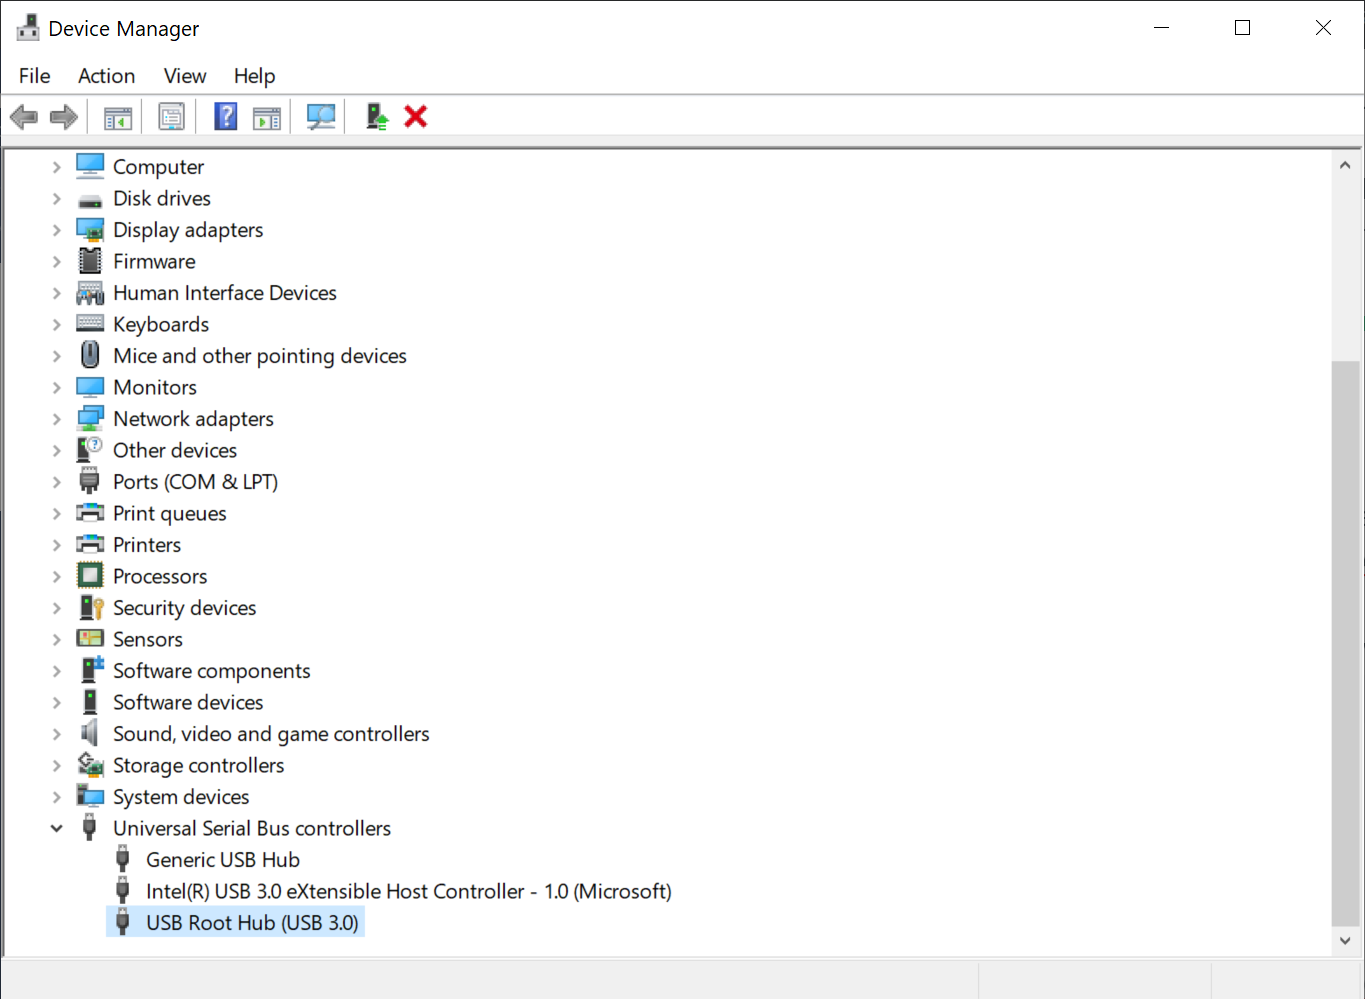 Device Manager
File Action View Help
Computer
Disk drives
Display adapters
Firmware
Human Interface Devices
Keyboards
Mice and other pointing devices
Monitors
Network adapters
Other devices
Ports (COM & LPT)
Print queues
Printers
Processors
Security devices
Sensors
Software components
Software devices
Sound, video and game controllers
Storage controllers
System devices
Universal Serial Bus controllers
Generic USB Hub
Intel(R) USB 3.0 eXtensible Host Controller - 1.0 (Microsoft)
USB Root Hub (USB 3.0)